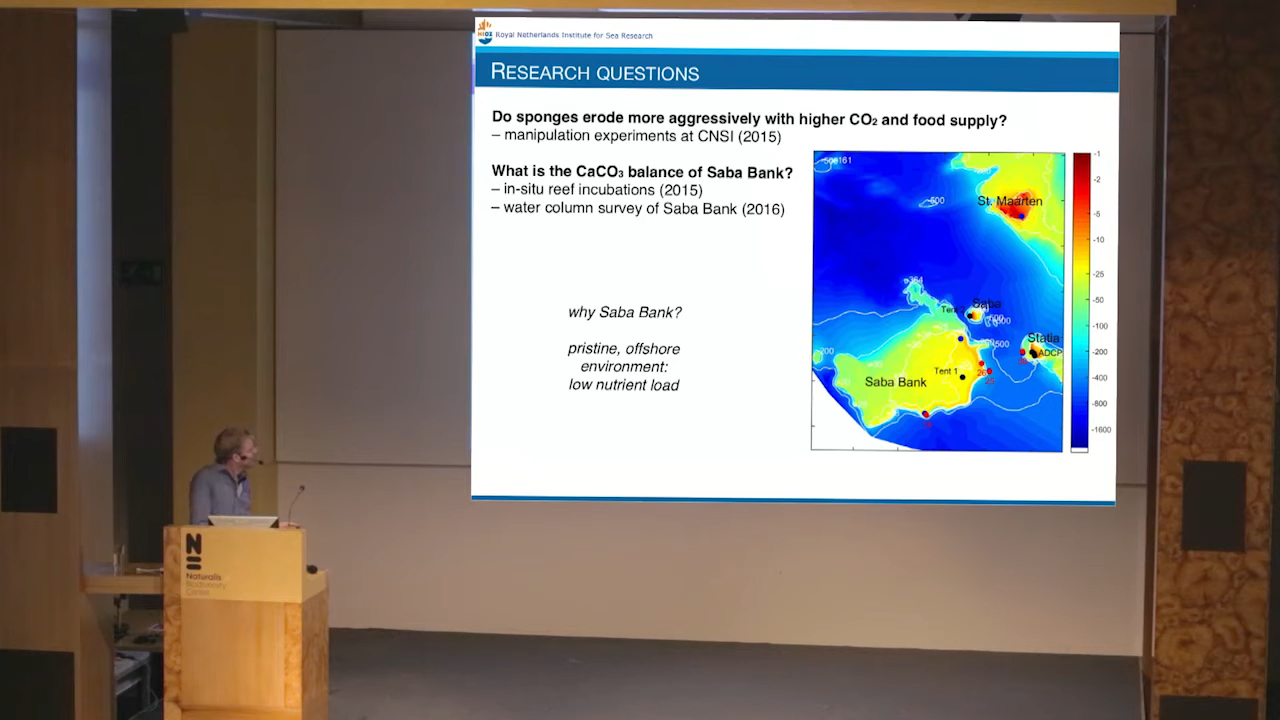 NIOZ
Royal Netherlands Institute for Sea Research
RESEARCH QUESTIONS
Do sponges erode more aggressively with higher CO₂ and food supply?
– manipulation experiments at CNSI (2015)
What is the CaCO₃ balance of Saba Bank?
– in-situ reef incubations (2015)
– water column survey of Saba Bank (2016)
why Saba Bank?
pristine, offshore
environment:
low nutrient load
St. Maarten
Saba
Statia
ADCP
Tent 1
Saba Bank
-1
-2
-5
-10
-25
-50
-100
-200
-400
-800
-1600
N
Naturalis
Biodiversity
Center